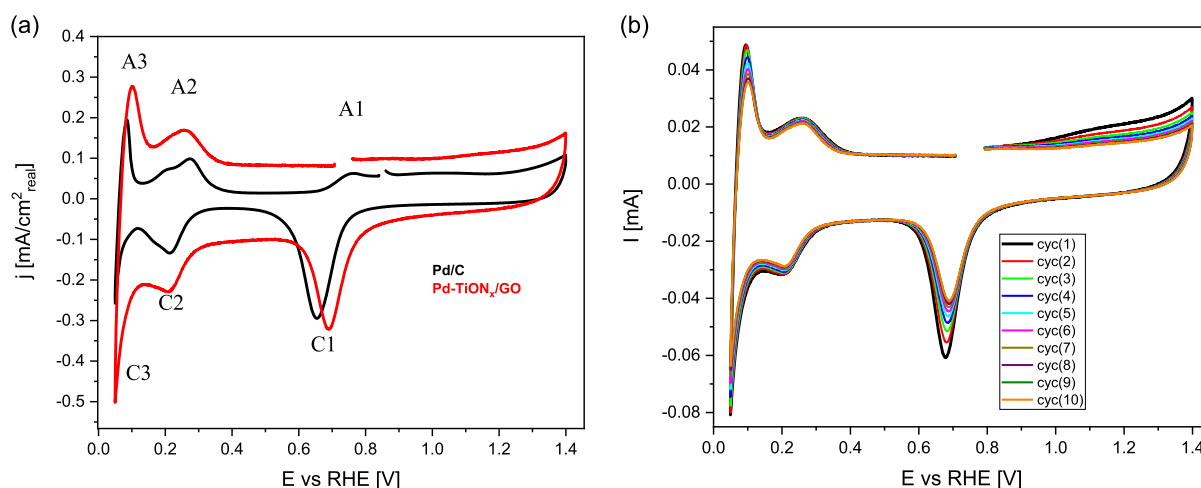 (a)
A3
A2
A1
C1
C2
C3
Pd/C
Pd-TiONₓ/GO
0.4
0.3
0.2
0.1
0.0
-0.1
-0.2
-0.3
-0.4
-0.5
j [mA/cm²real]
0.0 0.2 0.4 0.6 0.8 1.0 1.2 1.4
E vs RHE [V]
(b)
0.04
0.02
0.00
-0.02
-0.04
-0.06
-0.08
I [mA]
cyc(1)
cyc(2)
cyc(3)
cyc(4)
cyc(5)
cyc(6)
cyc(7)
cyc(8)
cyc(9)
cyc(10)
0.0 0.2 0.4 0.6 0.8 1.0 1.2 1.4
E vs RHE [V]